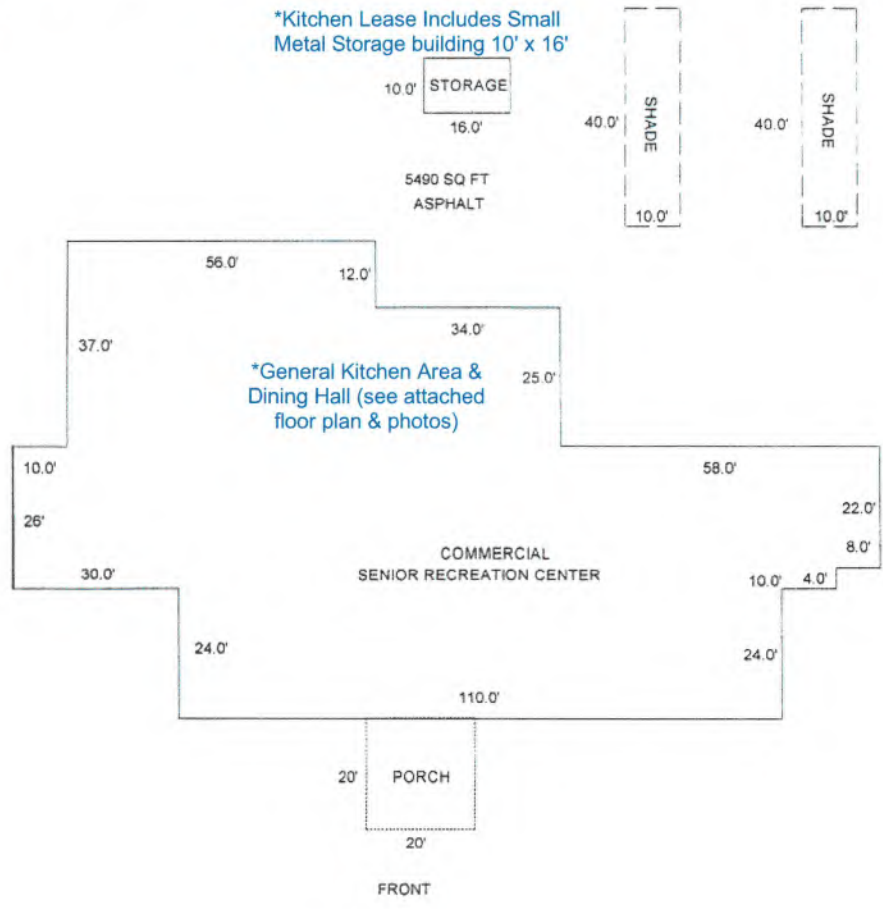 *Kitchen Lease Includes Small
Metal Storage building 10' x 16'
10.0'
STORAGE
16.0'
40.0'
SHADE
10.0'
40.0'
SHADE
10.0'
5490 SQ FT
ASPHALT
56.0'
12.0'
34.0'
37.0'
25.0'
*General Kitchen Area &
Dining Hall (see attached
floor plan & photos)
10.0'
58.0'
26'
22.0'
COMMERCIAL
SENIOR RECREATION CENTER
8.0'
30.0'
10.0'
4.0'
24.0'
24.0'
110.0'
20'
PORCH
20'
FRONT